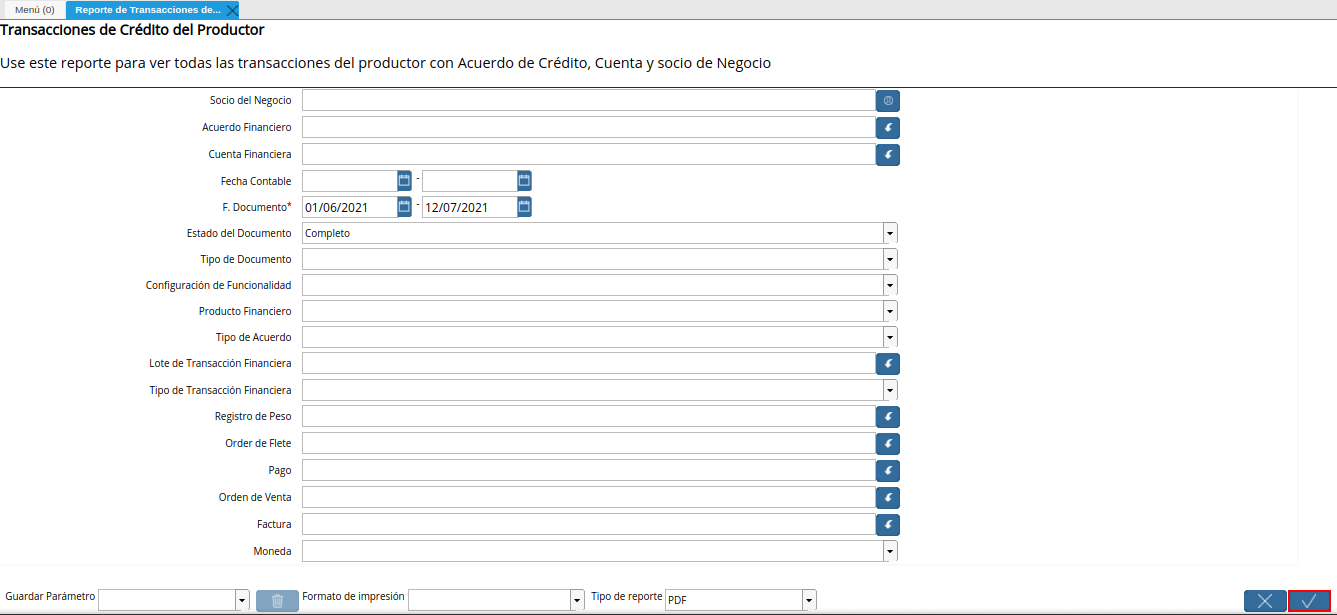 Menú (0)
Reporte de Transacciones de...
Transacciones de Crédito del Productor
Use este reporte para ver todas las transacciones del productor con Acuerdo de Crédito, Cuenta y socio de Negocio
Socio del Negocio
Acuerdo Financiero
Cuenta Financiera
Fecha Contable -
F. Documento* 01/06/2021 - 12/07/2021
Estado del Documento Completo
Tipo de Documento
Configuración de Funcionalidad
Producto Financiero
Tipo de Acuerdo
Lote de Transacción Financiera
Tipo de Transacción Financiera
Registro de Peso
Order de Flete
Pago
Orden de Venta
Factura
Moneda
Guardar Parámetro Formato de impresión Tipo de reporte PDF